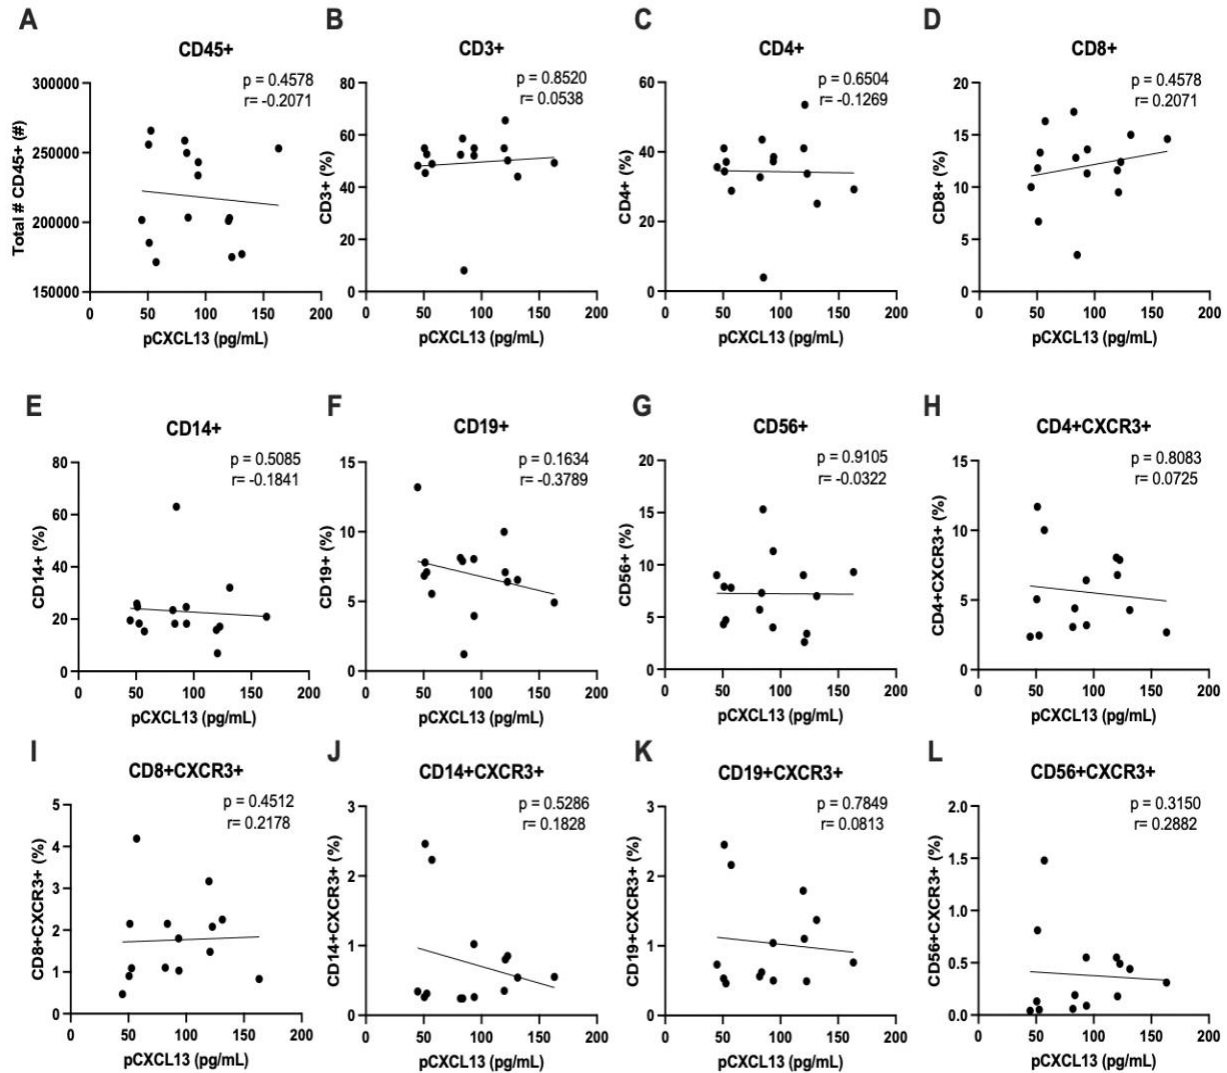 A
CD45+
p = 0.4578
r= -0.2071
300000
250000
200000
150000
Total # CD45+ (#)
0
50
100
150
200
pCXCL13 (pg/mL)
B
CD3+
p = 0.8520
r= 0.0538
80
60
40
20
0
CD3+ (%)
0
50
100
150
200
pCXCL13 (pg/mL)
C
CD4+
p = 0.6504
r= -0.1269
60
40
20
0
CD4+ (%)
0
50
100
150
200
pCXCL13 (pg/mL)
D
CD8+
p = 0.4578
r= 0.2071
20
15
10
5
0
CD8+ (%)
0
50
100
150
200
pCXCL13 (pg/mL)
E
CD14+
p = 0.5085
r= -0.1841
80
60
40
20
0
CD14+ (%)
0
50
100
150
200
pCXCL13 (pg/mL)
F
CD19+
p = 0.1634
r= -0.3789
15
10
5
0
CD19+ (%)
0
50
100
150
200
pCXCL13 (pg/mL)
G
CD56+
p = 0.9105
r= -0.0322
20
15
10
5
0
CD56+ (%)
0
50
100
150
200
pCXCL13 (pg/mL)
H
CD4+CXCR3+
p = 0.8083
r= 0.0725
15
10
5
0
CD4+CXCR3+ (%)
0
50
100
150
200
pCXCL13 (pg/mL)
I
CD8+CXCR3+
p = 0.4512
r= 0.2178
5
4
3
2
1
0
CD8+CXCR3+ (%)
0
50
100
150
200
pCXCL13 (pg/mL)
J
CD14+CXCR3+
p = 0.5286
r= 0.1828
3
2
1
0
CD14+CXCR3+ (%)
0
50
100
150
200
pCXCL13 (pg/mL)
K
CD19+CXCR3+
p = 0.7849
r= 0.0813
3
2
1
0
CD19+CXCR3+ (%)
0
50
100
150
200
pCXCL13 (pg/mL)
L
CD56+CXCR3+
p = 0.3150
r= 0.2882
2.0
1.5
1.0
0.5
0.0
CD56+CXCR3+ (%)
0
50
100
150
200
pCXCL13 (pg/mL)